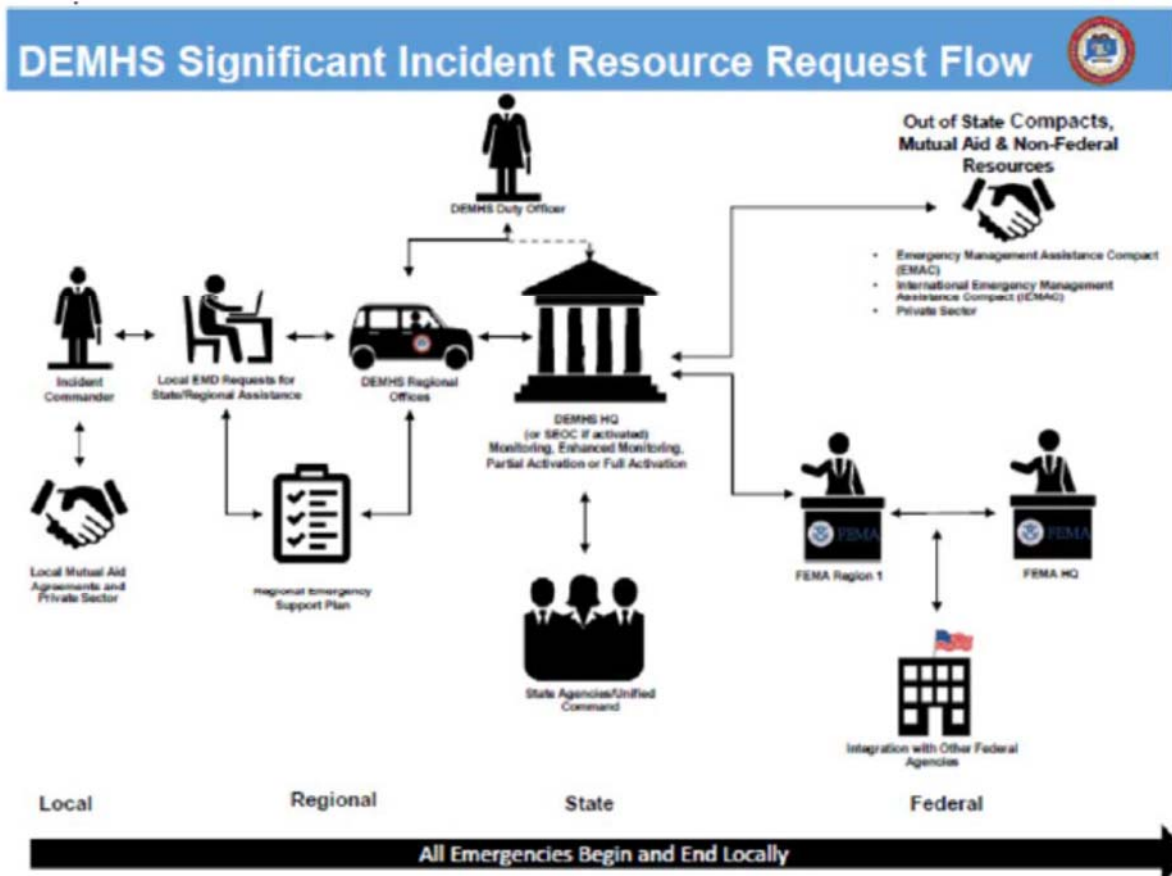 DEMHS Significant Incident Resource Request Flow
DEMHS Duty Officer
Out of State Compacts,
Mutual Aid & Non-Federal
Resources
• Emergency Management Assistance Compact
(EMAC)
• International Emergency Management
Assistance Compact (IEMAC)
• Private Sector
Incident
Commander
Local EMD Requests for
State/Regional Assistance
DEMHS Regional
Offices
DEMHS HQ
(or SEOC if activated)
Monitoring, Enhanced Monitoring,
Partial Activation or Full Activation
Local Mutual Aid
Agreements and
Private Sector
Regional Emergency
Support Plan
State Agencies/Unified
Command
FEMA
FEMA Region 1
FEMA
FEMA HQ
Integration with Other Federal
Agencies
Local
Regional
State
Federal
All Emergencies Begin and End Locally